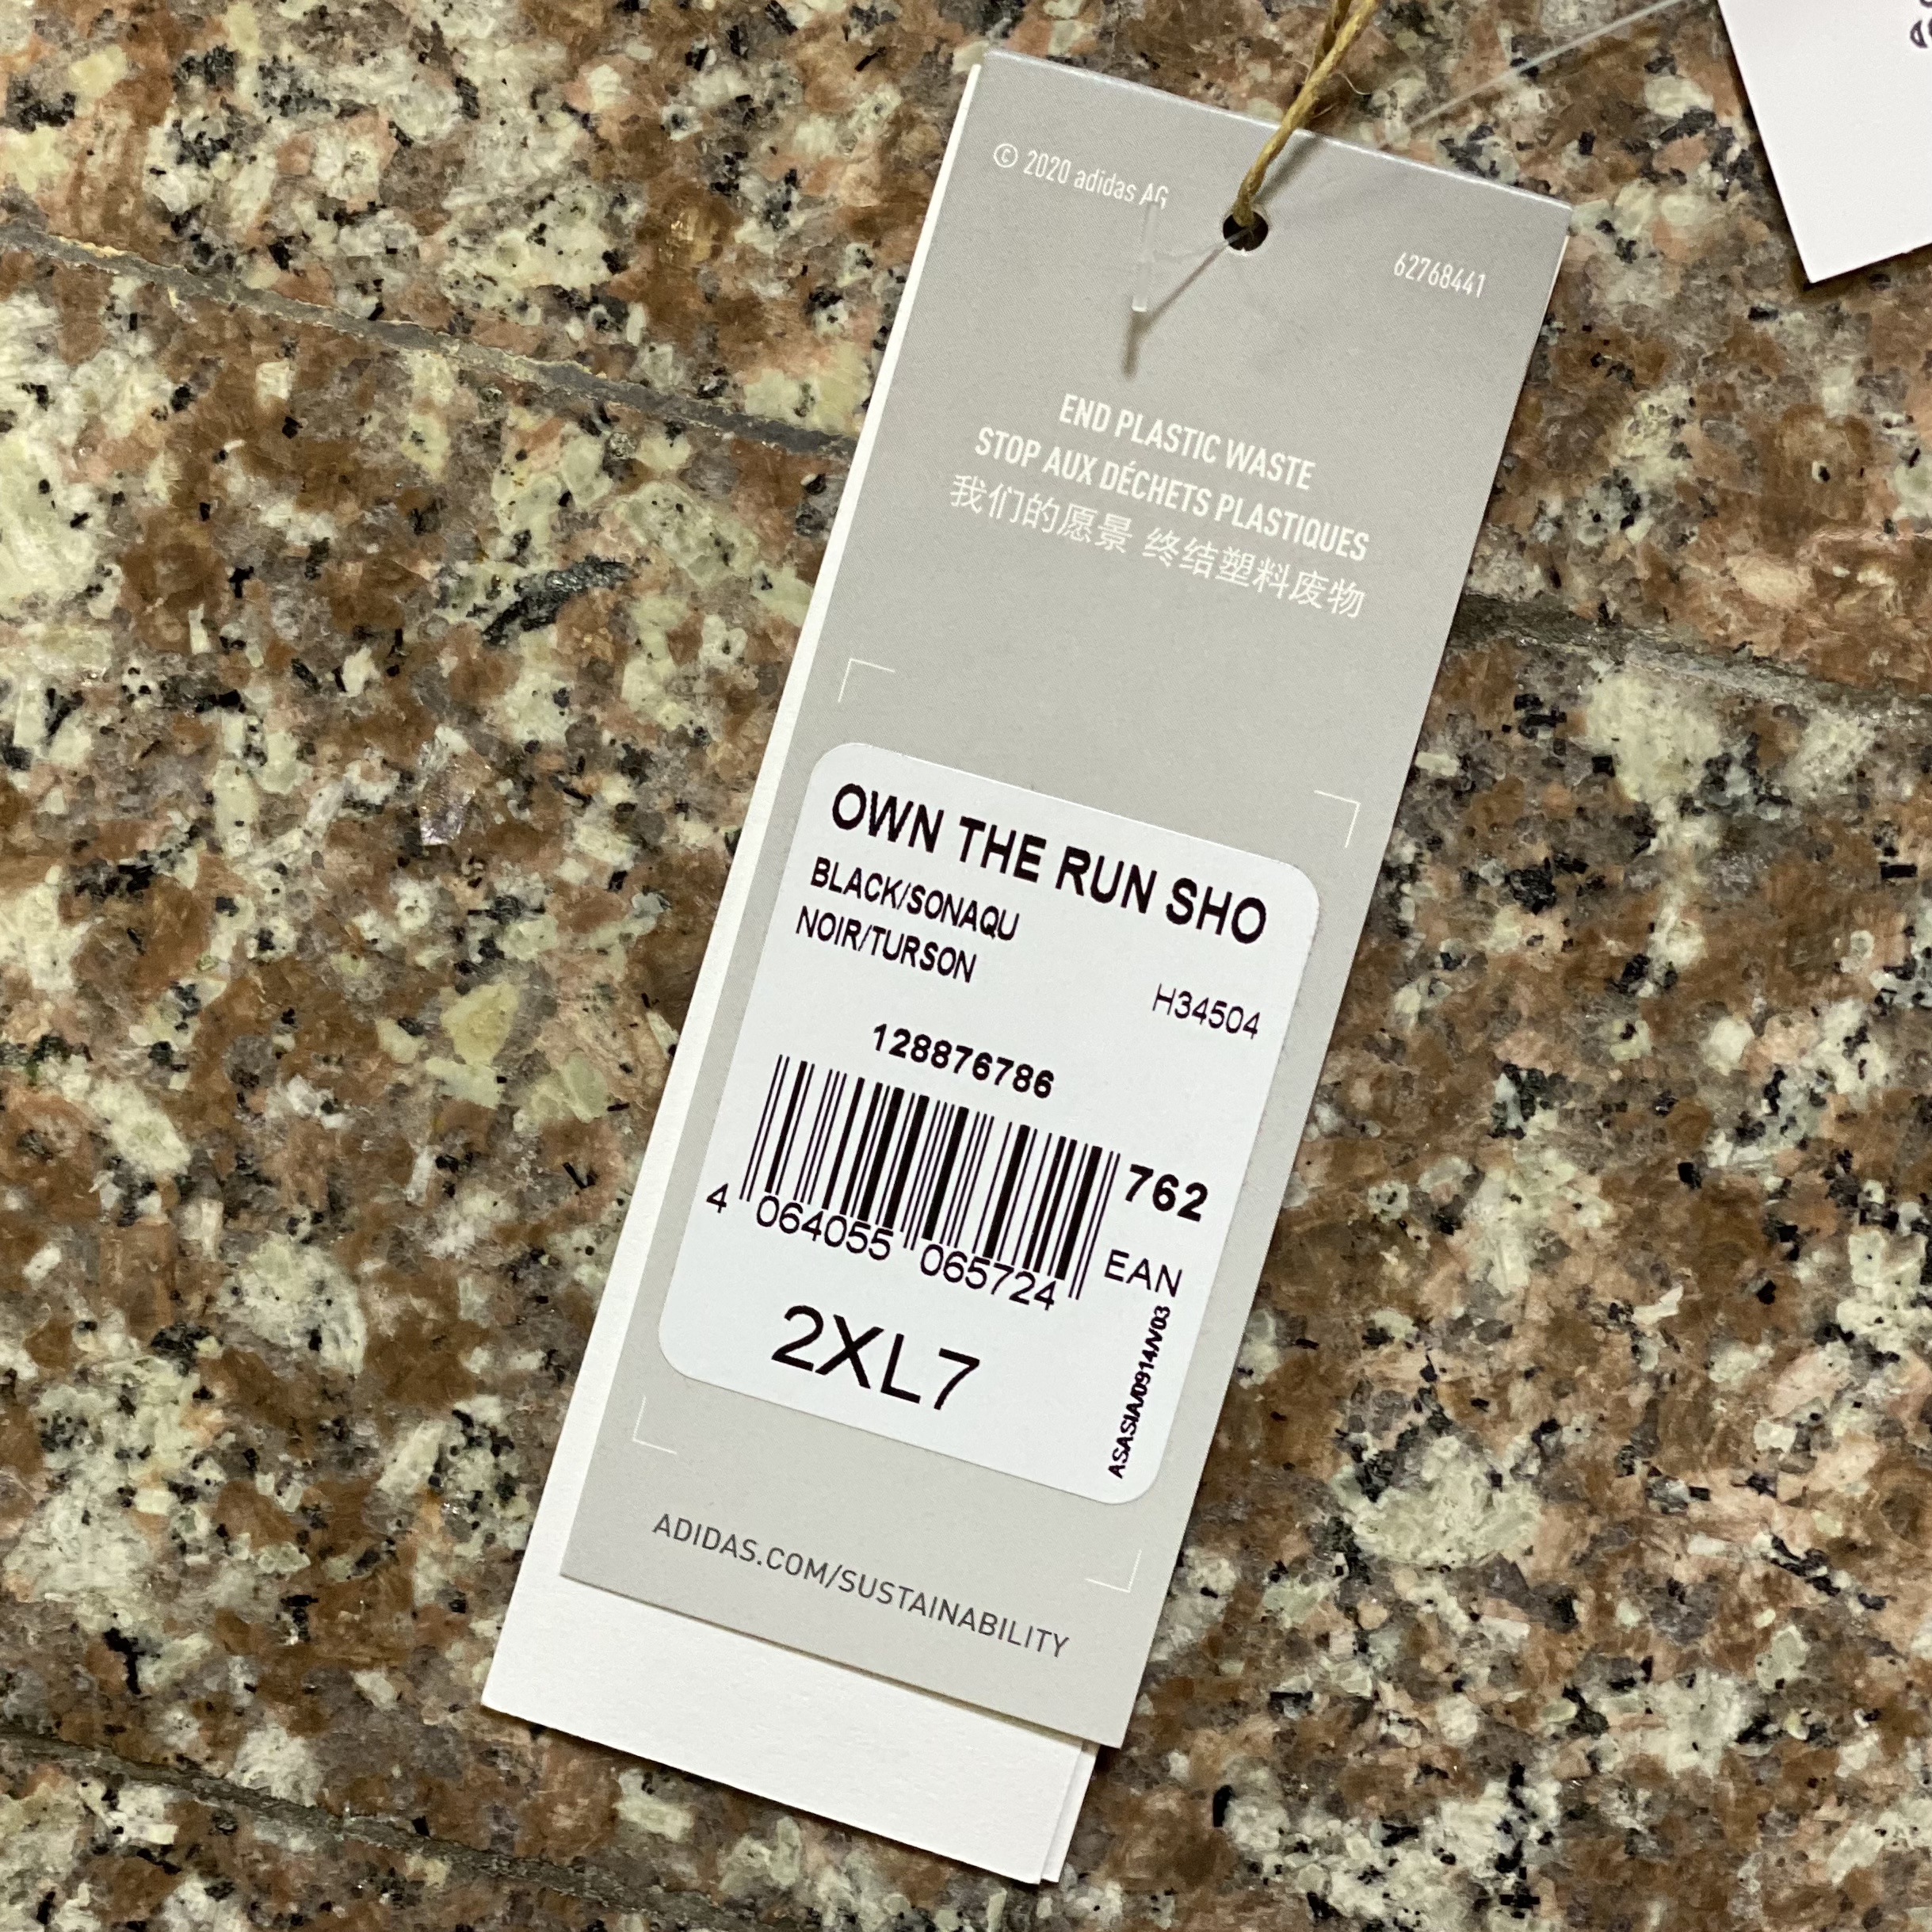 © 2020 adidas AG
62768441
END PLASTIC WASTE
STOP AUX DÉCHETS PLASTIQUES
我们的愿景 终结塑料废物
OWN THE RUN SHO
BLACK/SONAQU
NOIR/TURSON
H34504
128876786
762
4 064055 065724 EAN
2XL7
ASASIA/0914/V03
ADIDAS.COM/SUSTAINABILITY